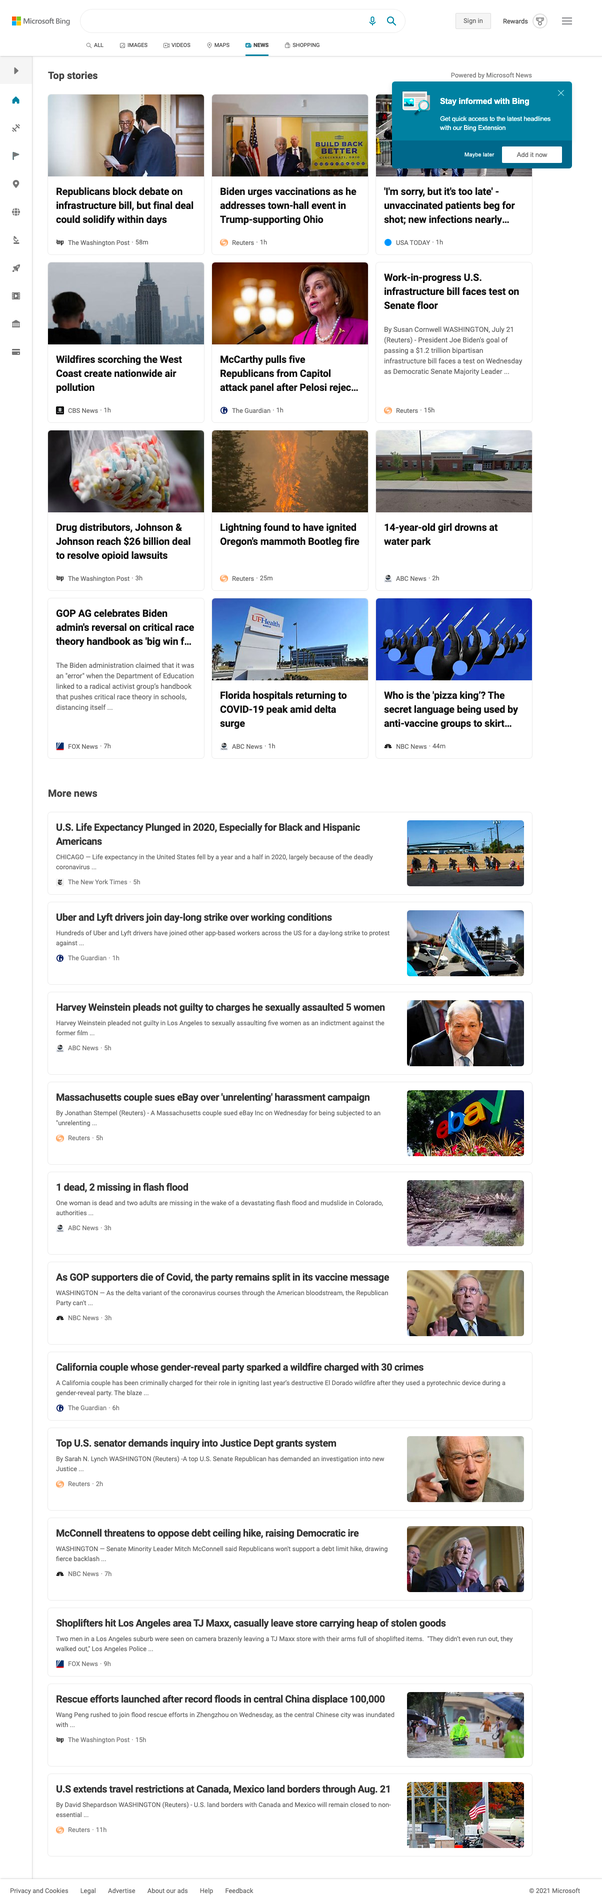 Microsoft Bing
Sign in
Rewards
ALL
IMAGES
VIDEOS
MAPS
NEWS
SHOPPING
Top stories
Powered by Microsoft News
Stay informed with Bing
Get quick access to the latest headlines
with our Bing Extension
Maybe later
Add it now
BUILD BACK
BETTER
Republicans block debate on
infrastructure bill, but final deal
could solidify within days
The Washington Post · 58m
Biden urges vaccinations as he
addresses town-hall event in
Trump-supporting Ohio
Reuters · 1h
'I'm sorry, but it's too late' -
unvaccinated patients beg for
shot; new infections nearly...
USA TODAY · 1h
Wildfires scorching the West
Coast create nationwide air
pollution
CBS News · 1h
McCarthy pulls five
Republicans from Capitol
attack panel after Pelosi rejec...
The Guardian · 1h
Work-in-progress U.S.
infrastructure bill faces test on
Senate floor
By Susan Cornwell WASHINGTON, July 21
(Reuters) - President Joe Biden's goal of
passing a $1.2 trillion bipartisan
infrastructure bill faces a test on Wednesday
as Democratic Senate Majority Leader ...
Reuters · 15h
Drug distributors, Johnson &
Johnson reach $26 billion deal
to resolve opioid lawsuits
The Washington Post · 3h
Lightning found to have ignited
Oregon's mammoth Bootleg fire
Reuters · 25m
14-year-old girl drowns at
water park
ABC News · 2h
GOP AG celebrates Biden
admin's reversal on critical race
theory handbook as 'big win f...
The Biden administration claimed that it was
an "error" when the Department of Education
linked to a radical activist group's handbook
that pushes critical race theory in schools,
distancing itself ...
FOX News · 7h
UFHealth
Florida hospitals returning to
COVID-19 peak amid delta
surge
ABC News · 1h
Who is the 'pizza king'? The
secret language being used by
anti-vaccine groups to skirt...
NBC News · 44m
More news
U.S. Life Expectancy Plunged in 2020, Especially for Black and Hispanic
Americans
CHICAGO — Life expectancy in the United States fell by a year and a half in 2020, largely because of the deadly
coronavirus ...
The New York Times · 5h
Uber and Lyft drivers join day-long strike over working conditions
Hundreds of Uber and Lyft drivers have joined other app-based workers across the US for a day-long strike to protest
against ...
The Guardian · 1h
Harvey Weinstein pleads not guilty to charges he sexually assaulted 5 women
Harvey Weinstein pleaded not guilty in Los Angeles to sexually assaulting five women as an indictment against the
former film ...
ABC News · 5h
Massachusetts couple sues eBay over 'unrelenting' harassment campaign
By Jonathan Stempel (Reuters) - A Massachusetts couple sued eBay Inc on Wednesday for being subjected to an
"unrelenting ...
Reuters · 5h
ebay
1 dead, 2 missing in flash flood
One woman is dead and two adults are missing in the wake of a devastating flash flood and mudslide in Colorado,
authorities ...
ABC News · 3h
As GOP supporters die of Covid, the party remains split in its vaccine message
WASHINGTON — As the delta variant of the coronavirus courses through the American bloodstream, the Republican
Party can't ...
NBC News · 3h
California couple whose gender-reveal party sparked a wildfire charged with 30 crimes
A California couple has been criminally charged for their role in igniting last year's destructive El Dorado wildfire after they used a pyrotechnic device during a
gender-reveal party. The blaze ...
The Guardian · 6h
Top U.S. senator demands inquiry into Justice Dept grants system
By Sarah N. Lynch WASHINGTON (Reuters) -A top U.S. Senate Republican has demanded an investigation into new
Justice ...
Reuters · 2h
McConnell threatens to oppose debt ceiling hike, raising Democratic ire
WASHINGTON — Senate Minority Leader Mitch McConnell said Republicans won't support a debt limit hike, drawing
fierce backlash ...
NBC News · 7h
Shoplifters hit Los Angeles area TJ Maxx, casually leave store carrying heap of stolen goods
Two men in a Los Angeles suburb were seen on camera brazenly leaving a TJ Maxx store with their arms full of shoplifted items. "They didn't even run out, they
walked out," Los Angeles Police ...
FOX News · 9h
Rescue efforts launched after record floods in central China displace 100,000
Wang Peng rushed to join flood rescue efforts in Zhengzhou on Wednesday, as the central Chinese city was inundated
with ...
The Washington Post · 15h
U.S extends travel restrictions at Canada, Mexico land borders through Aug. 21
By David Shepardson WASHINGTON (Reuters) - U.S. land borders with Canada and Mexico will remain closed to non-
essential ...
Reuters · 11h
Privacy and Cookies
Legal
Advertise
About our ads
Help
Feedback
© 2021 Microsoft